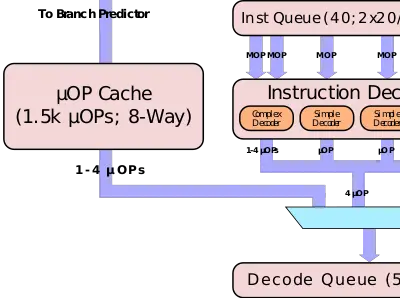 To Branch Predictor
Inst Queue (40; 2x20/
MOP MOP MOP MOP
µOP Cache
(1.5k µOPs; 8-Way)
Instruction Dec
Complex Decoder
Simple Decoder
Simple Decoder
1-4 µOPs
µOP
µOP
1-4 µOPs
4 µOP
Decode Queue (5